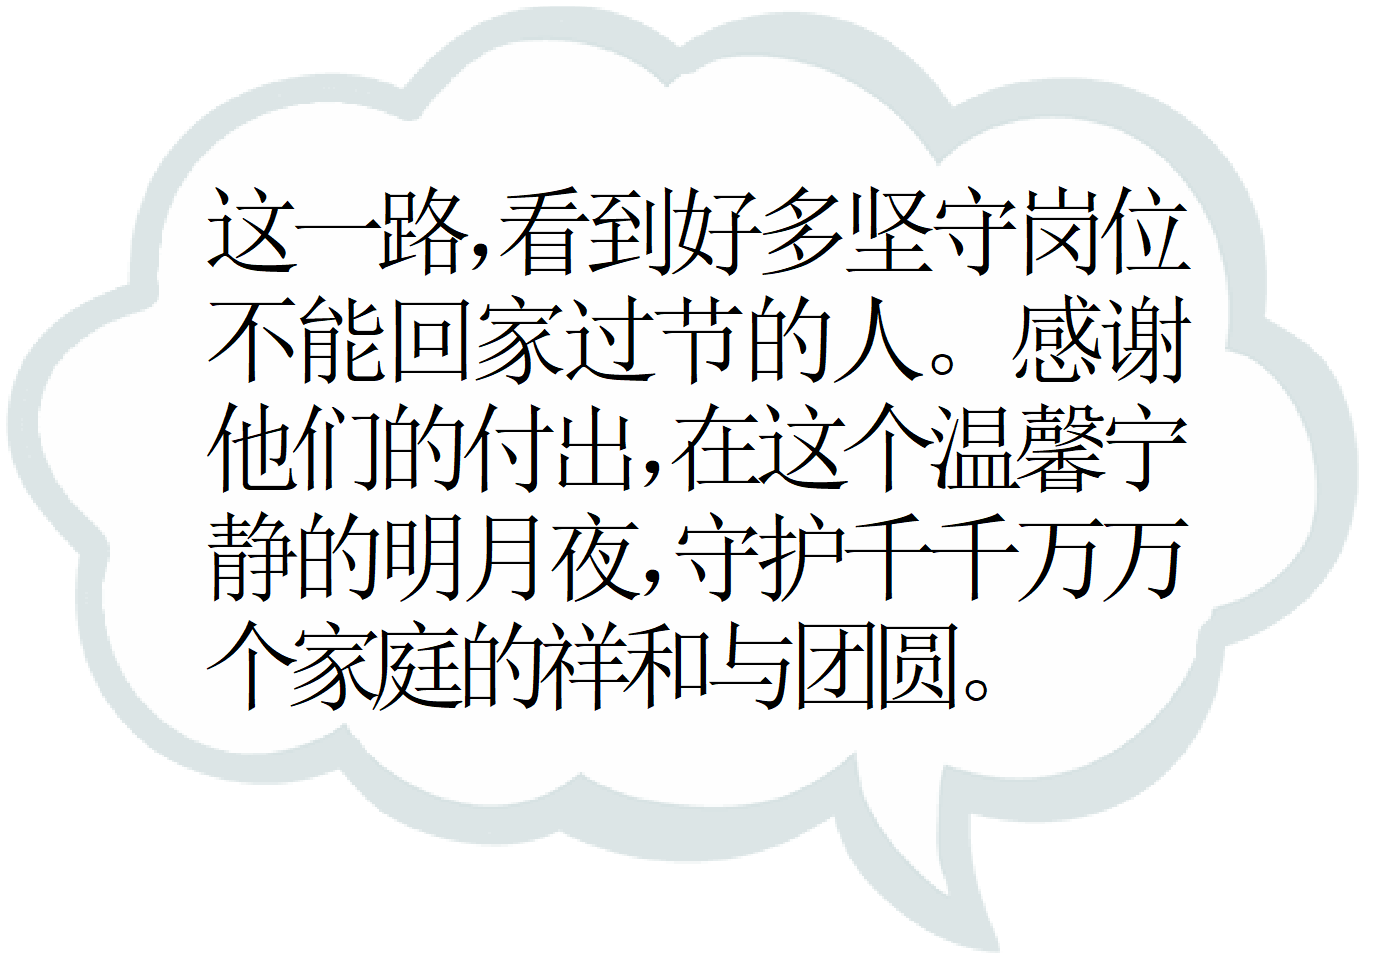 这一路,看到好多坚守岗位
不能回家过节的人。感谢
他们的付出,在这个温馨宁
静的明月夜,守护千千万万
个家庭的祥和与团圆。